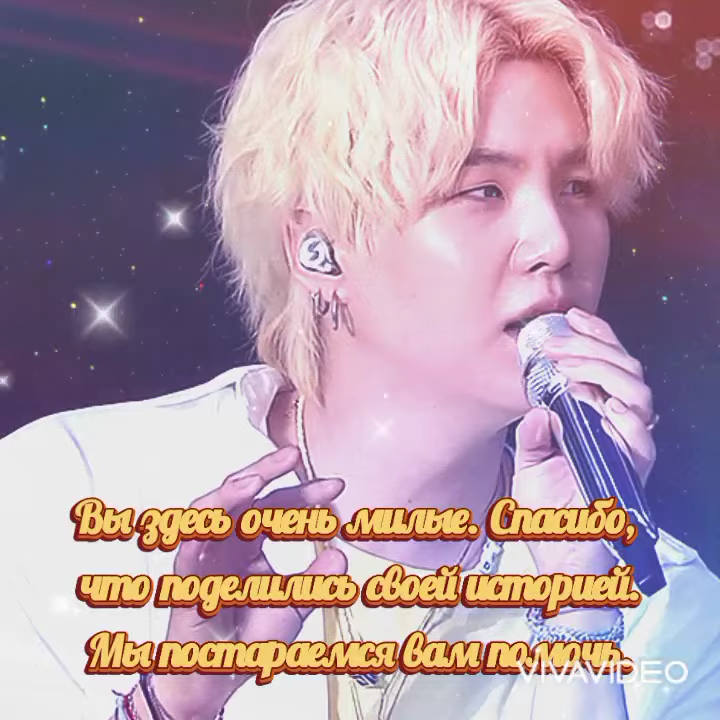 Вы здесь очень милые. Спасибо,
что поделились своей историей.
Мы постараемся вам помочь.
VIVAVIDEO